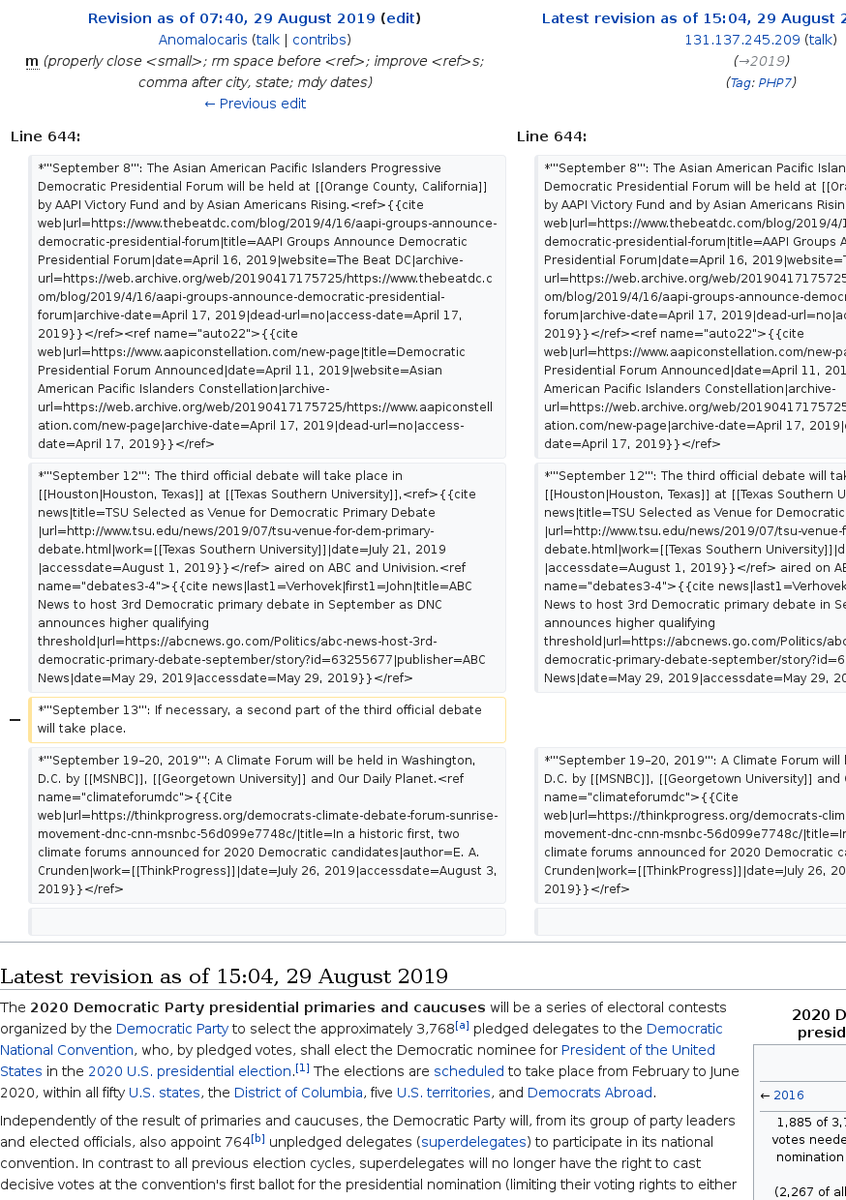 Revision as of 07:40, 29 August 2019 (edit)
Anomalocaris (talk | contribs)
m (properly close <small>; rm space before <ref>; improve <ref>s;
comma after city, state; mdy dates)
← Previous edit
Latest revision as of 15:04, 29 August 2
131.137.245.209 (talk)
(→2019)
(Tag: PHP7)
Line 644:
*'''September 8''': The Asian American Pacific Islanders Progressive
Democratic Presidential Forum will be held at [[Orange County, California]]
by AAPI Victory Fund and by Asian Americans Rising.<ref>{{cite
web|url=https://www.thebeatdc.com/blog/2019/4/16/aapi-groups-announce-
democratic-presidential-forum|title=AAPI Groups Announce Democratic
Presidential Forum|date=April 16, 2019|website=The Beat DC|archive-
url=https://web.archive.org/web/20190417175725/https://www.thebeatdc.c
om/blog/2019/4/16/aapi-groups-announce-democratic-presidential-
forum|archive-date=April 17, 2019|dead-url=no|access-date=April 17,
2019}}</ref><ref name="auto22">{{cite
web|url=https://www.aapiconstellation.com/new-page|title=Democratic
Presidential Forum Announced|date=April 11, 2019|website=Asian
American Pacific Islanders Constellation|archive-
url=https://web.archive.org/web/20190417175725/https://www.aapiconstell
ation.com/new-page|archive-date=April 17, 2019|dead-url=no|access-
date=April 17, 2019}}</ref>
*'''September 12''': The third official debate will take place in
[[Houston|Houston, Texas]] at [[Texas Southern University]],<ref>{{cite
news|title=TSU Selected as Venue for Democratic Primary Debate
|url=http://www.tsu.edu/news/2019/07/tsu-venue-for-dem-primary-
debate.html|work=[[Texas Southern University]]|date=July 21, 2019
|accessdate=August 1, 2019}}</ref> aired on ABC and Univision.<ref
name="debates3-4">{{cite news|last1=Verhovek|first1=John|title=ABC
News to host 3rd Democratic primary debate in September as DNC
announces higher qualifying
threshold|url=https://abcnews.go.com/Politics/abc-news-host-3rd-
democratic-primary-debate-september/story?id=63255677|publisher=ABC
News|date=May 29, 2019|accessdate=May 29, 2019}}</ref>
− *'''September 13''': If necessary, a second part of the third official debate
will take place.
*'''September 19–20, 2019''': A Climate Forum will be held in Washington,
D.C. by [[MSNBC]], [[Georgetown University]] and Our Daily Planet.<ref
name="climateforumdc">{{Cite
web|url=https://thinkprogress.org/democrats-climate-debate-forum-sunrise-
movement-dnc-cnn-msnbc-56d099e7748c/|title=In a historic first, two
climate forums announced for 2020 Democratic candidates|author=E. A.
Crunden|work=[[ThinkProgress]]|date=July 26, 2019|accessdate=August 3,
2019}}</ref>
Line 644:
*'''September 8''': The Asian American Pacific Islan
Democratic Presidential Forum will be held at [[Ora
by AAPI Victory Fund and by Asian Americans Risin
web|url=https://www.thebeatdc.com/blog/2019/4/1
democratic-presidential-forum|title=AAPI Groups A
Presidential Forum|date=April 16, 2019|website=Th
url=https://web.archive.org/web/20190417175725
om/blog/2019/4/16/aapi-groups-announce-democr
forum|archive-date=April 17, 2019|dead-url=no|ac
2019}}</ref><ref name="auto22">{{cite
web|url=https://www.aapiconstellation.com/new-pa
Presidential Forum Announced|date=April 11, 2019
American Pacific Islanders Constellation|archive-
url=https://web.archive.org/web/20190417175725
ation.com/new-page|archive-date=April 17, 2019|d
date=April 17, 2019}}</ref>
*'''September 12''': The third official debate will tak
[[Houston|Houston, Texas]] at [[Texas Southern U
news|title=TSU Selected as Venue for Democratic P
|url=http://www.tsu.edu/news/2019/07/tsu-venue-f
debate.html|work=[[Texas Southern University]]|d
|accessdate=August 1, 2019}}</ref> aired on AB
name="debates3-4">{{cite news|last1=Verhovek
News to host 3rd Democratic primary debate in Se
announces higher qualifying
threshold|url=https://abcnews.go.com/Politics/abc
democratic-primary-debate-september/story?id=6
News|date=May 29, 2019|accessdate=May 29, 20
*'''September 19–20, 2019''': A Climate Forum will
D.C. by [[MSNBC]], [[Georgetown University]] and
name="climateforumdc">{{Cite
web|url=https://thinkprogress.org/democrats-clim
movement-dnc-cnn-msnbc-56d099e7748c/|title=I
climate forums announced for 2020 Democratic ca
Crunden|work=[[ThinkProgress]]|date=July 26, 20
2019}}</ref>
Latest revision as of 15:04, 29 August 2019
The 2020 Democratic Party presidential primaries and caucuses will be a series of electoral contests
organized by the Democratic Party to select the approximately 3,768[a] pledged delegates to the Democratic
National Convention, who, by pledged votes, shall elect the Democratic nominee for President of the United
States in the 2020 U.S. presidential election.[1] The elections are scheduled to take place from February to June
2020, within all fifty U.S. states, the District of Columbia, five U.S. territories, and Democrats Abroad.
Independently of the result of primaries and caucuses, the Democratic Party will, from its group of party leaders
and elected officials, also appoint 764[b] unpledged delegates (superdelegates) to participate in its national
convention. In contrast to all previous election cycles, superdelegates will no longer have the right to cast
decisive votes at the convention's first ballot for the presidential nomination (limiting their voting rights to either
2020 D
presid
← 2016
1,885 of 3,7
votes neede
nomination
(2,267 of all